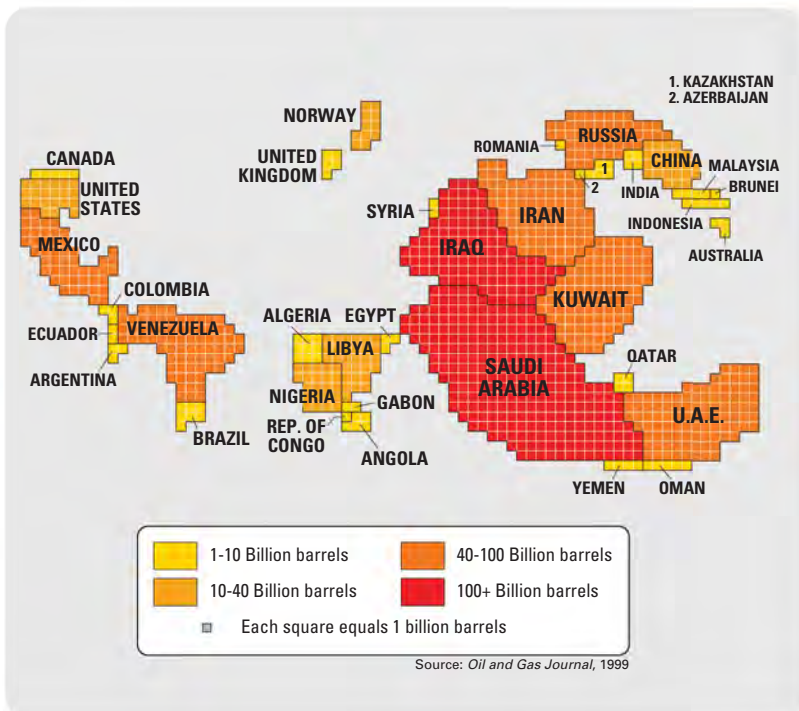 1. KAZAKHSTAN
2. AZERBAIJAN
NORWAY
RUSSIA
ROMANIA
CANADA
UNITED
KINGDOM
1
CHINA
MALAYSIA
2
INDIA
BRUNEI
UNITED
STATES
SYRIA
IRAN
INDONESIA
MEXICO
IRAQ
AUSTRALIA
COLOMBIA
KUWAIT
ECUADOR
VENEZUELA
ALGERIA
EGYPT
LIBYA
SAUDI
ARABIA
QATAR
ARGENTINA
NIGERIA
GABON
U.A.E.
REP. OF
CONGO
BRAZIL
ANGOLA
YEMEN
OMAN
1-10 Billion barrels
40-100 Billion barrels
10-40 Billion barrels
100+ Billion barrels
Each square equals 1 billion barrels
Source: Oil and Gas Journal, 1999